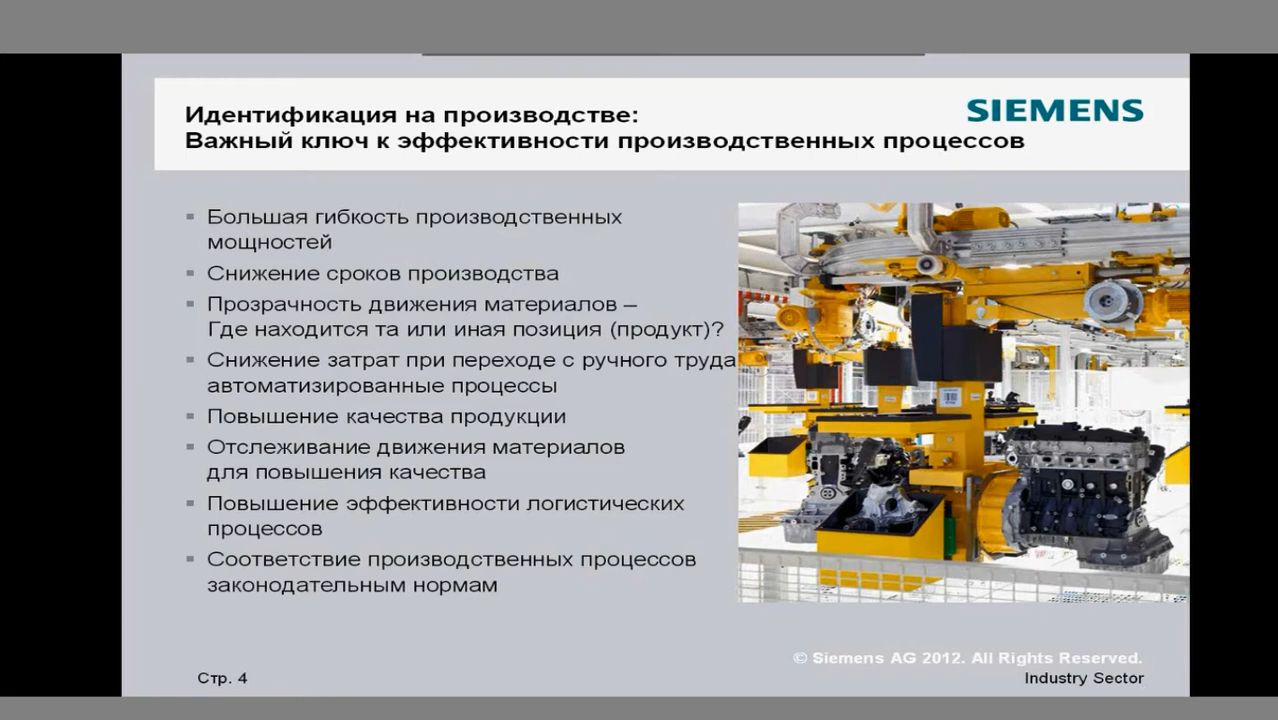 Идентификация на производстве:
SIEMENS
Важный ключ к эффективности производственных процессов
Большая гибкость производственных
мощностей
Снижение сроков производства
Прозрачность движения материалов –
Где находится та или иная позиция (продукт)?
Снижение затрат при переходе с ручного труда
автоматизированные процессы
Повышение качества продукции
Отслеживание движения материалов
для повышения качества
Повышение эффективности логистических
процессов
Соответствие производственных процессов
законодательным нормам
© Siemens AG 2012. All Rights Reserved.
Стр. 4
Industry Sector